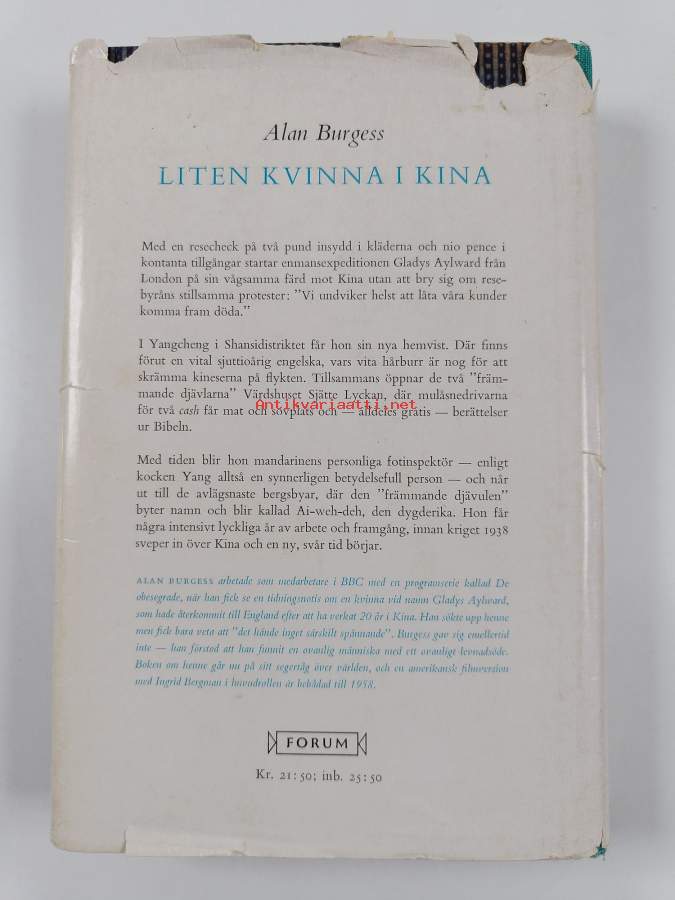 Alan Burgess
LITEN KVINNA I KINA
Med en resecheck på två pund insydd i kläderna och nio pence i
kontanta tillgångar startar enmansexpeditionen Gladys Aylward från
London på sin vågsamma färd mot Kina utan att bry sig om rese-
byråns stillsamma protester: ”Vi undviker helst att låta våra kunder
komma fram döda.”
I Yangcheng i Shansidistriktet får hon sin nya hemvist. Där finns
förut en vital sjuttioårig engelska, vars vita hårburr är nog för att
skrämma kineserna på flykten. Tillsammans öppnar de två ”främ-
mande djävlarna” Värdshuset Sjätte Lyckan, där mulåsnedrivarna
för två cash får mat och sovplats och — alldeles gratis — berättelser
ur Bibeln.
Antikvariaatti.net
Med tiden blir hon mandarinens personliga fotinspektör — enligt
kocken Yang alltså en synnerligen betydelsefull person — och når
ut till de avlägsnaste bergsbyar, där den ”främmande djävulen”
byter namn och blir kallad Ai-weh-deh, den dygderika. Hon får
några intensivt lyckliga år av arbete och framgång, innan kriget 1938
sveper in över Kina och en ny, svår tid börjar.
ALAN BURGESS arbetade som medarbetare i BBC med en programserie kallad De
obesegrade, när han fick se en tidningsnotis om en kvinna vid namn Gladys Aylward,
som hade återkommit till England efter att ha verkat 20 år i Kina. Han sökte upp henne
men fick bara veta att ”det hände inget särskilt spännande”. Burgess gav sig emellertid
inte — han förstod att han funnit en ovanlig människa med ett ovanligt levnadsöde.
Boken om henne går nu på sitt segertåg över världen, och en amerikansk filmversion
med Ingrid Bergman i huvudrollen är bebådad till 1958.
FORUM
Kr. 21:50; inb. 25:50